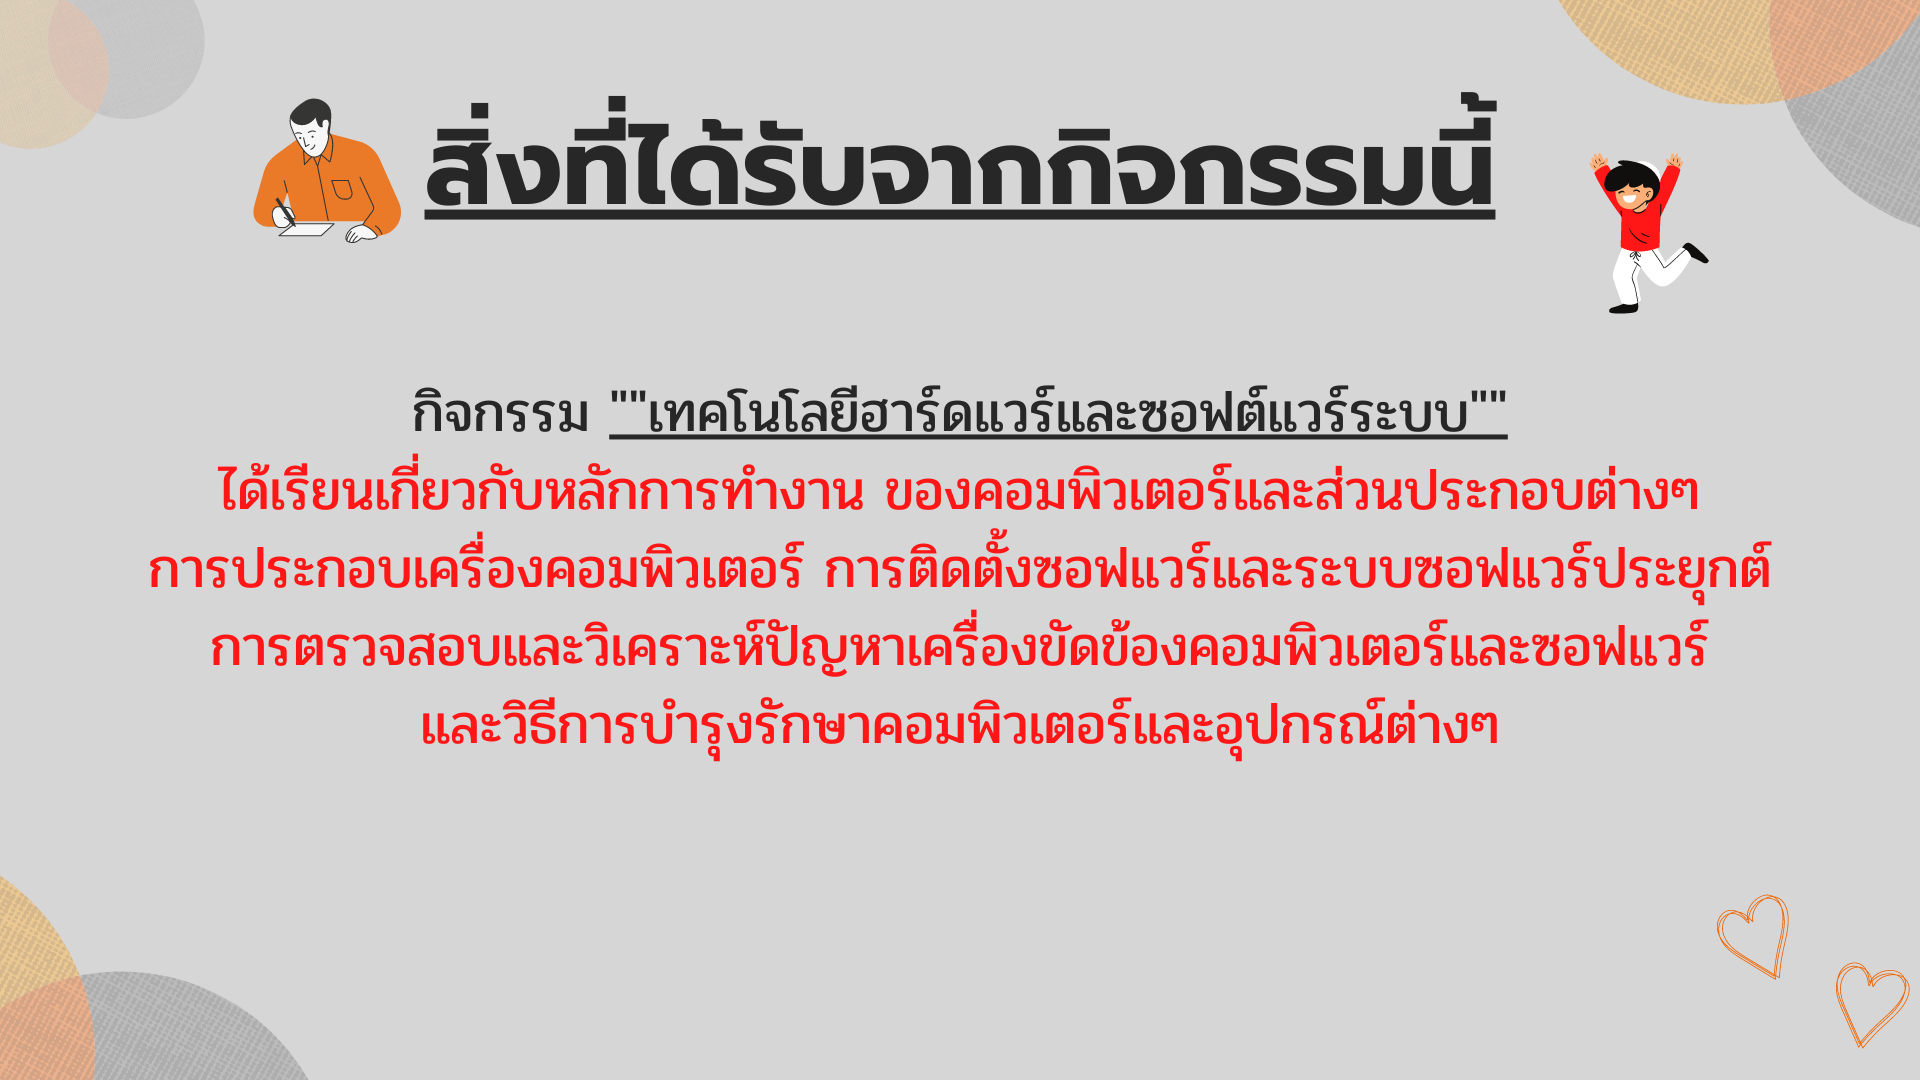 สิ่งที่ได้รับจากกิจกรรมนี้
กิจกรรม ""เทคโนโลยีฮาร์ดแวร์และซอฟต์แวร์ระบบ""
ได้เรียนเกี่ยวกับหลักการทำงาน ของคอมพิวเตอร์และส่วนประกอบต่างๆ
การประกอบเครื่องคอมพิวเตอร์ การติดตั้งซอฟแวร์และระบบซอฟแวร์ประยุกต์
การตรวจสอบและวิเคราะห์ปัญหาเครื่องขัดข้องคอมพิวเตอร์และซอฟแวร์
และวิธีการบำรุงรักษาคอมพิวเตอร์และอุปกรณ์ต่างๆ